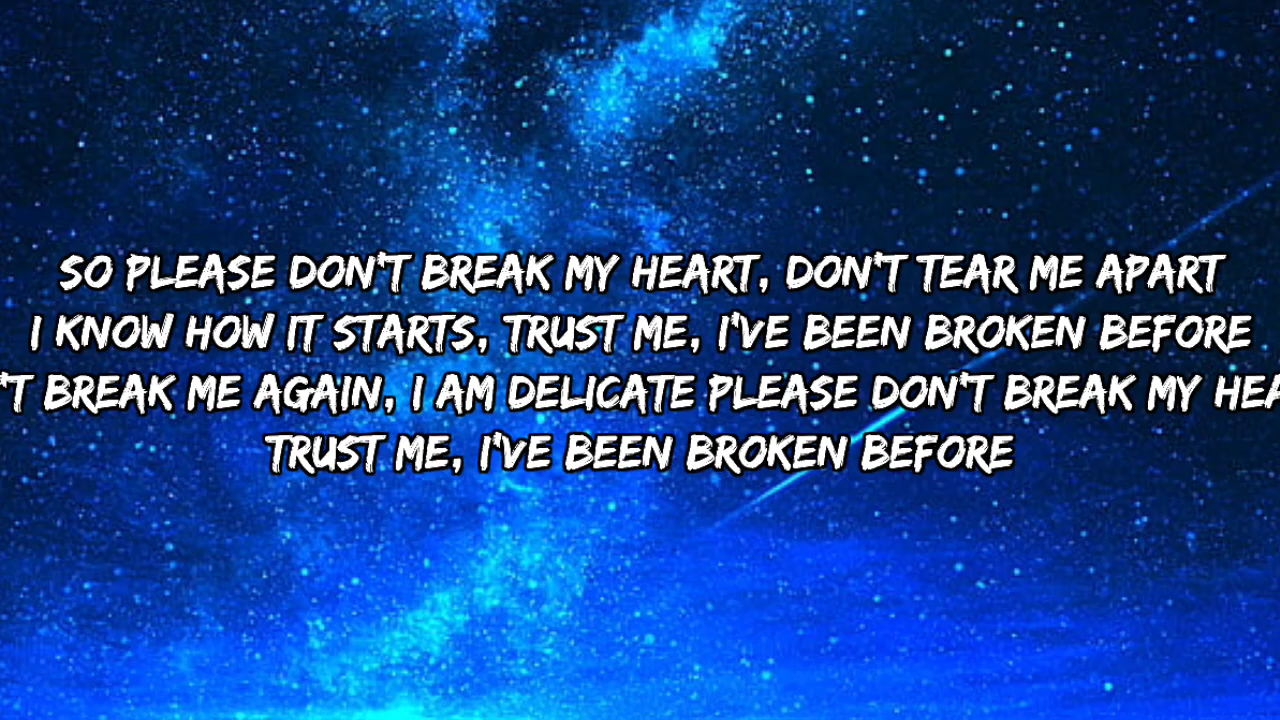 SO PLEASE DON'T BREAK MY HEART, DON'T TEAR ME APART
I KNOW HOW IT STARTS, TRUST ME, I'VE BEEN BROKEN BEFORE
'T BREAK ME AGAIN, I AM DELICATE PLEASE DON'T BREAK MY HEA
TRUST ME, I'VE BEEN BROKEN BEFORE